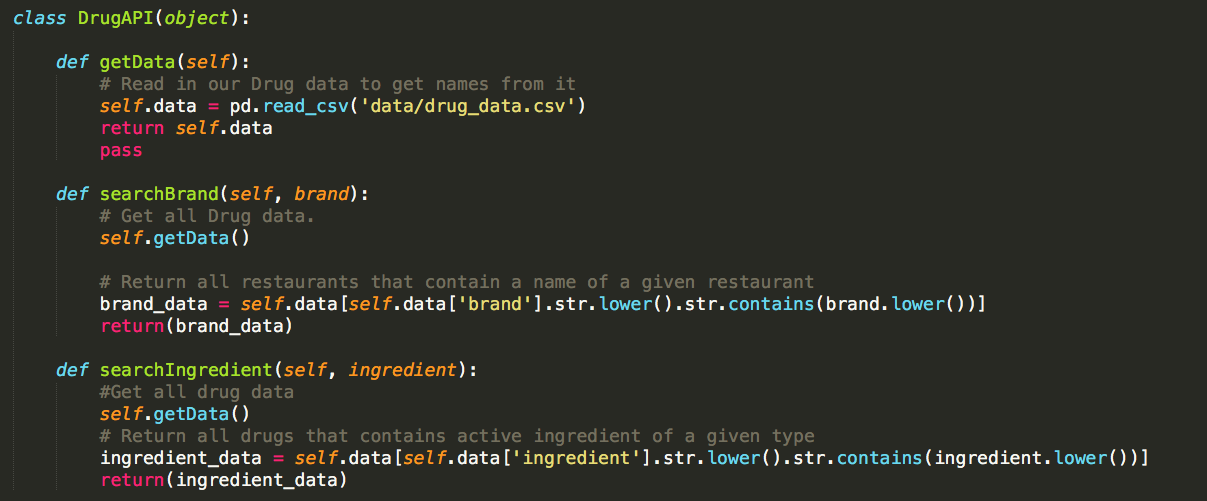 class DrugAPI(object):
def getData(self):
# Read in our Drug data to get names from it
self.data = pd.read_csv('data/drug_data.csv')
return self.data
pass
def searchBrand(self, brand):
# Get all Drug data.
self.getData()
# Return all restaurants that contain a name of a given restaurant
brand_data = self.data[self.data['brand'].str.lower().str.contains(brand.lower())]
return(brand_data)
def searchIngredient(self, ingredient):
#Get all drug data
self.getData()
# Return all drugs that contains active ingredient of a given type
ingredient_data = self.data[self.data['ingredient'].str.lower().str.contains(ingredient.lower())]
return(ingredient_data)